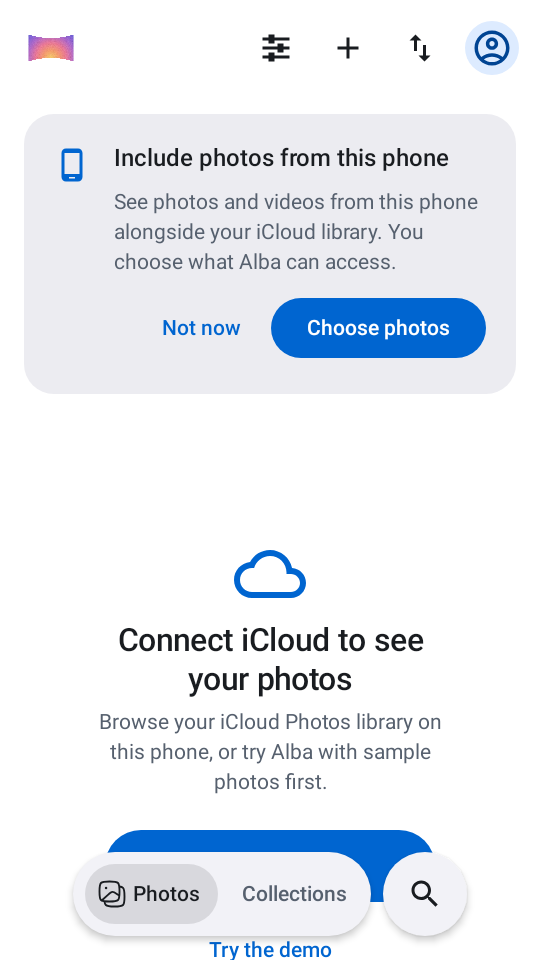 Include photos from this phone
See photos and videos from this phone
alongside your iCloud library. You
choose what Alba can access.
Not now
Choose photos
Connect iCloud to see
your photos
Browse your iCloud Photos library on
this phone, or try Alba with sample
photos first.
Photos
Collections
Try the demo